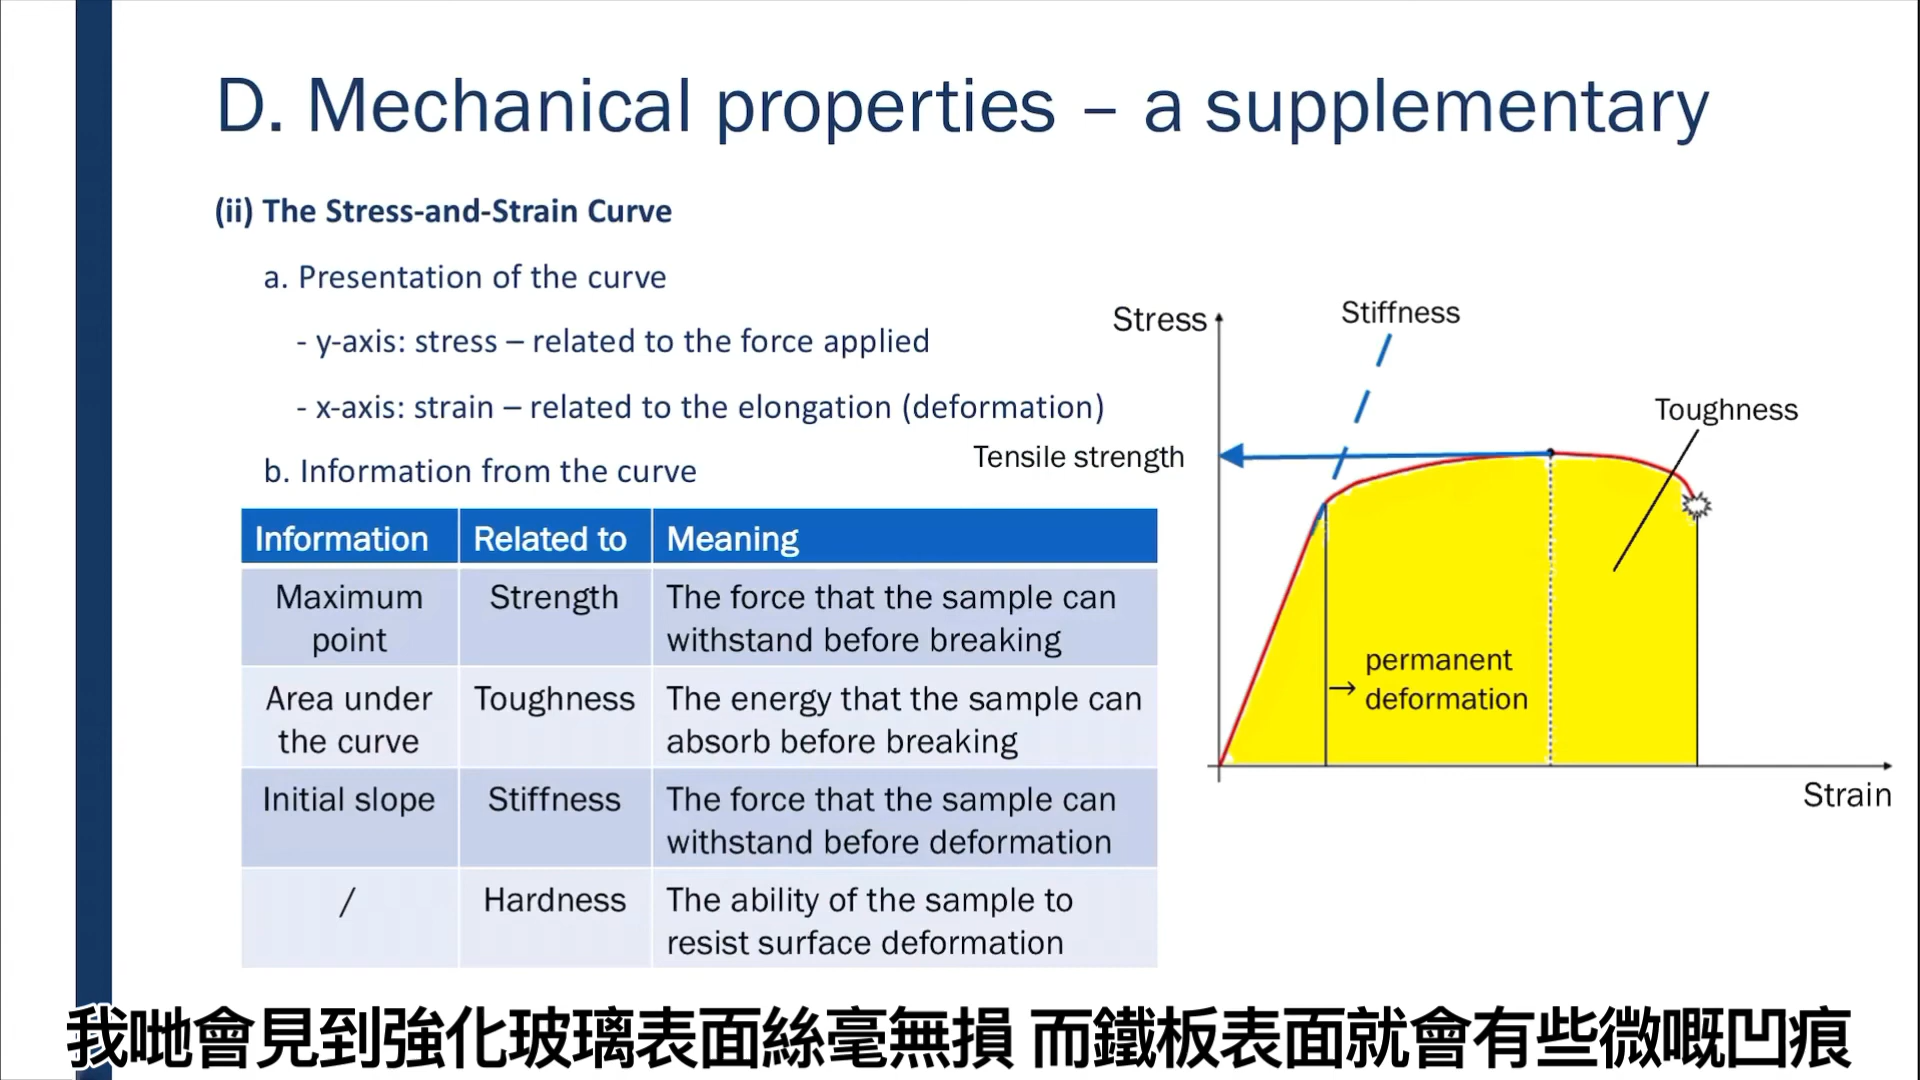 D. Mechanical properties – a supplementary
(ii) The Stress-and-Strain Curve
a. Presentation of the curve
- y-axis: stress – related to the force applied
- x-axis: strain – related to the elongation (deformation)
b. Information from the curve
Information Related to Meaning
Maximum point Strength The force that the sample can
withstand before breaking
Area under the curve Toughness The energy that the sample can
absorb before breaking
Initial slope Stiffness The force that the sample can
withstand before deformation
/ Hardness The ability of the sample to
resist surface deformation
Stress
Stiffness
Toughness
Tensile strength
→ permanent
deformation
Strain
我哋會見到強化玻璃表面絲毫無損 而鐵板表面就會有些微嘅凹痕